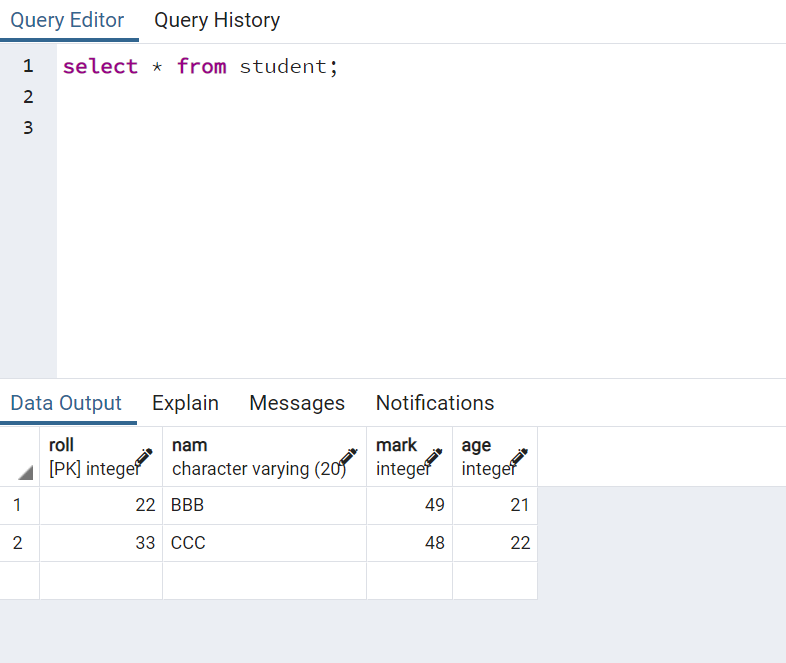 Query Editor Query History
1 select * from student;
2
3
Data Output Explain Messages Notifications
roll nam mark age
[PK] integer character varying (20) integer integer
1 22 BBB 49 21
2 33 CCC 48 22